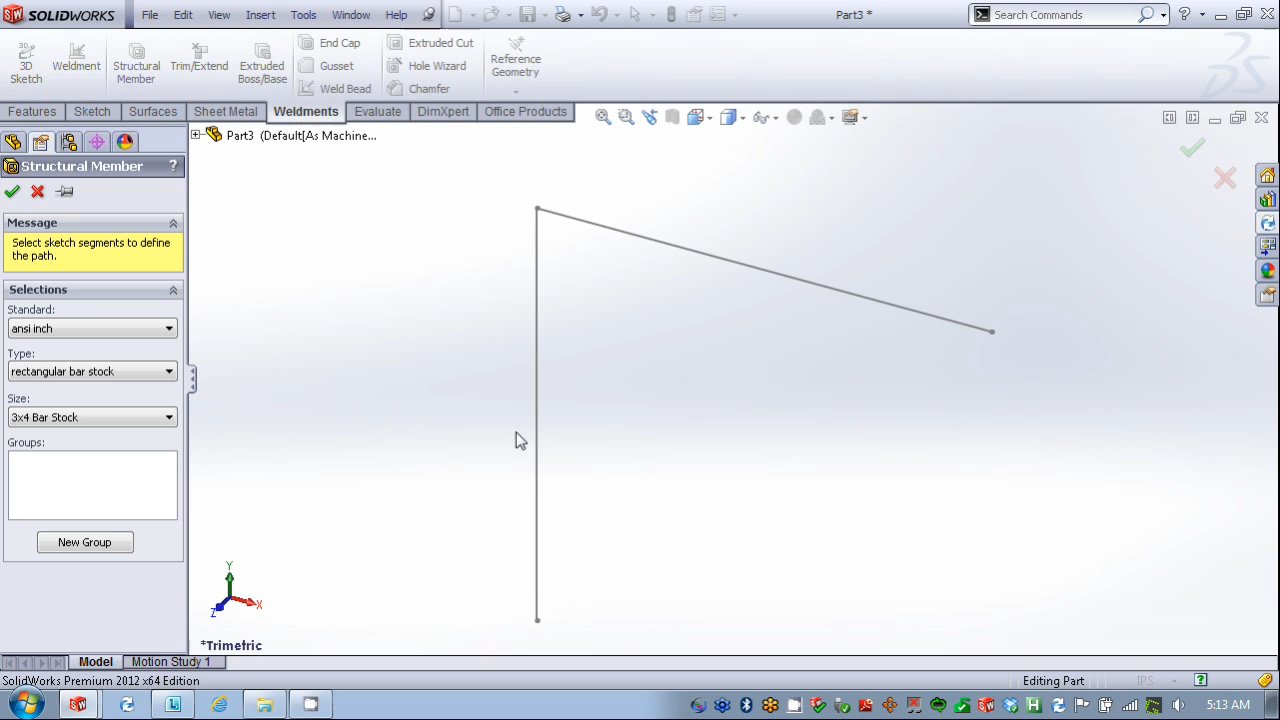 SOLIDWORKS File Edit View Insert Tools Window Help Part3 * Search Commands ?
3D Sketch
Weldment
Structural Member
Trim/Extend
Extruded Boss/Base
End Cap
Gusset
Weld Bead
Extruded Cut
Hole Wizard
Chamfer
Reference Geometry
Features Sketch Surfaces Sheet Metal Weldments Evaluate DimXpert Office Products
Part3 (Default[As Machine...
Structural Member ?
Message
Select sketch segments to define
the path.
Selections
Standard:
ansi inch
Type:
rectangular bar stock
Size:
3x4 Bar Stock
Groups:
New Group
Y
X
Z
*Trimetric
Model Motion Study 1
SolidWorks Premium 2012 x64 Edition Editing Part IPS ?
5:13 AM